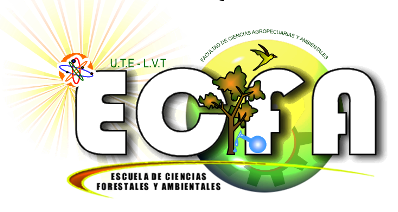 U.T.E - L.V.T
FACULTAD DE CIENCIAS AGROPECUARIAS Y AMBIENTALES
ECFA
ESCUELA DE CIENCIAS
FORESTALES Y AMBIENTALES